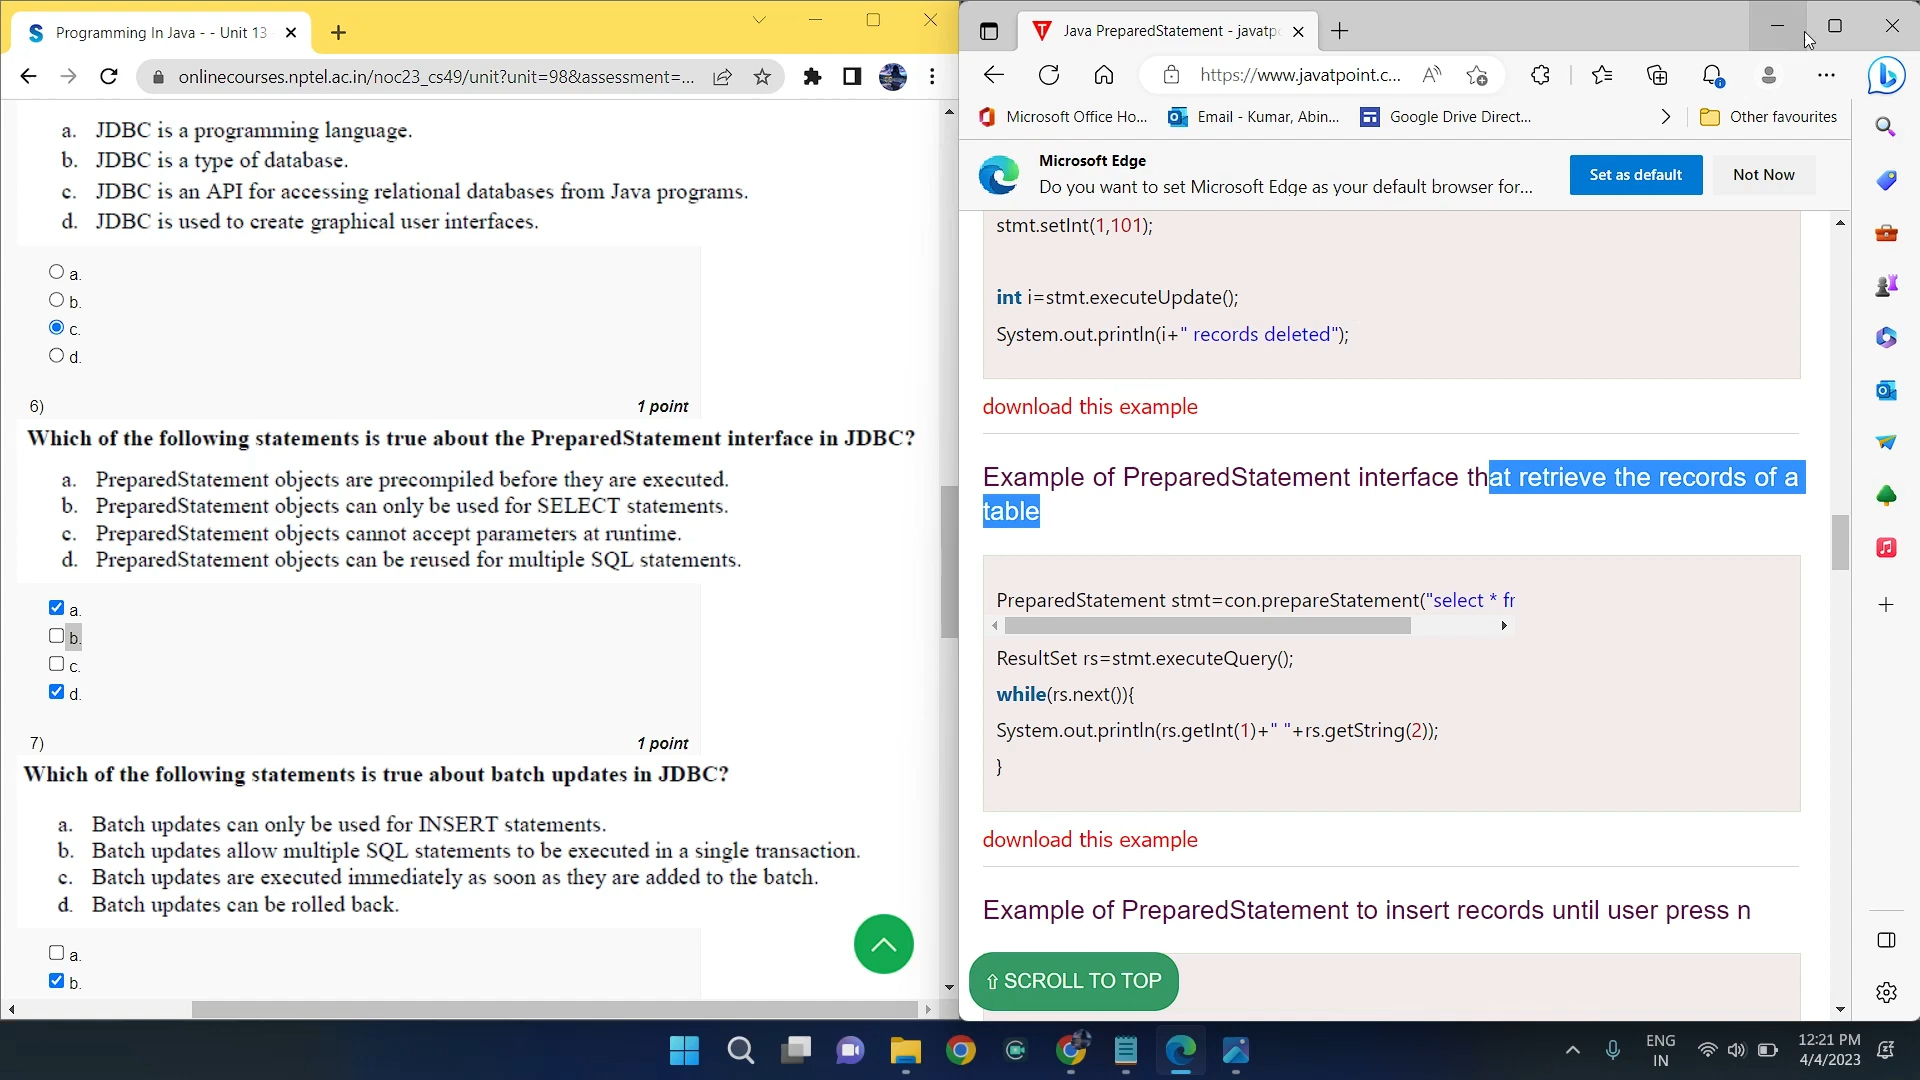 Programming In Java - - Unit 13
onlinecourses.nptel.ac.in/noc23_cs49/unit?unit=98&assessment=...
a. JDBC is a programming language.
b. JDBC is a type of database.
c. JDBC is an API for accessing relational databases from Java programs.
d. JDBC is used to create graphical user interfaces.
a.
b.
c.
d.
6)
1 point
Which of the following statements is true about the PreparedStatement interface in JDBC?
a. PreparedStatement objects are precompiled before they are executed.
b. PreparedStatement objects can only be used for SELECT statements.
c. PreparedStatement objects cannot accept parameters at runtime.
d. PreparedStatement objects can be reused for multiple SQL statements.
a.
b.
c.
d.
7)
1 point
Which of the following statements is true about batch updates in JDBC?
a. Batch updates can only be used for INSERT statements.
b. Batch updates allow multiple SQL statements to be executed in a single transaction.
c. Batch updates are executed immediately as soon as they are added to the batch.
d. Batch updates can be rolled back.
a.
b.
Java PreparedStatement - javatp
https://www.javatpoint.c...
Microsoft Office Ho...
Email - Kumar, Abin...
Google Drive Direct...
Other favourites
Microsoft Edge
Do you want to set Microsoft Edge as your default browser for...
Set as default
Not Now
stmt.setInt(1,101);
int i=stmt.executeUpdate();
System.out.println(i+" records deleted");
download this example
Example of PreparedStatement interface that retrieve the records of a
table
PreparedStatement stmt=con.prepareStatement("select * fr
ResultSet rs=stmt.executeQuery();
while(rs.next()){
System.out.println(rs.getInt(1)+" "+rs.getString(2));
}
download this example
Example of PreparedStatement to insert records until user press n
⇧ SCROLL TO TOP
ENG
IN
12:21 PM
4/4/2023